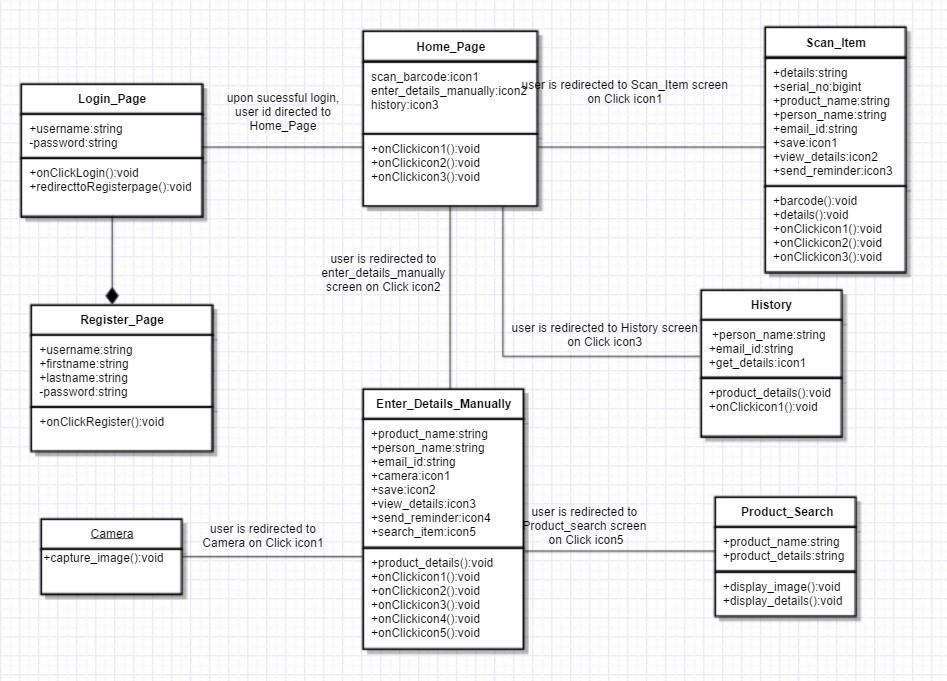 Login_Page
+username:string
-password:string
+onClickLogin():void
+redirecttoRegisterpage():void
upon sucessful login,
user id directed to
Home_Page
Home_Page
scan_barcode:icon1
enter_details_manually:icon2
history:icon3
+onClickicon1():void
+onClickicon2():void
+onClickicon3():void
user is redirected to Scan_Item screen
on Click icon1
Scan_Item
+details:string
+serial_no:bigint
+product_name:string
+person_name:string
+email_id:string
+save:icon1
+view_details:icon2
+send_reminder:icon3
+barcode():void
+details():void
+onClickicon1():void
+onClickicon2():void
+onClickicon3():void
user is redirected to
enter_details_manually
screen on Click icon2
user is redirected to History screen
on Click icon3
History
+person_name:string
+email_id:string
+get_details:icon1
+product_details():void
+onClickicon1():void
Register_Page
+username:string
+firstname:string
+lastname:string
-password:string
+onClickRegister():void
Enter_Details_Manually
+product_name:string
+person_name:string
+email_id:string
+camera:icon1
+save:icon2
+view_details:icon3
+send_reminder:icon4
+search_item:icon5
+product_details():void
+onClickicon1():void
+onClickicon2():void
+onClickicon3():void
+onClickicon4():void
+onClickicon5():void
Camera
+capture_image():void
user is redirected to
Camera on Click icon1
user is redirected to
Product_search screen
on Click icon5
Product_Search
+product_name:string
+product_details:string
+display_image():void
+display_details():void